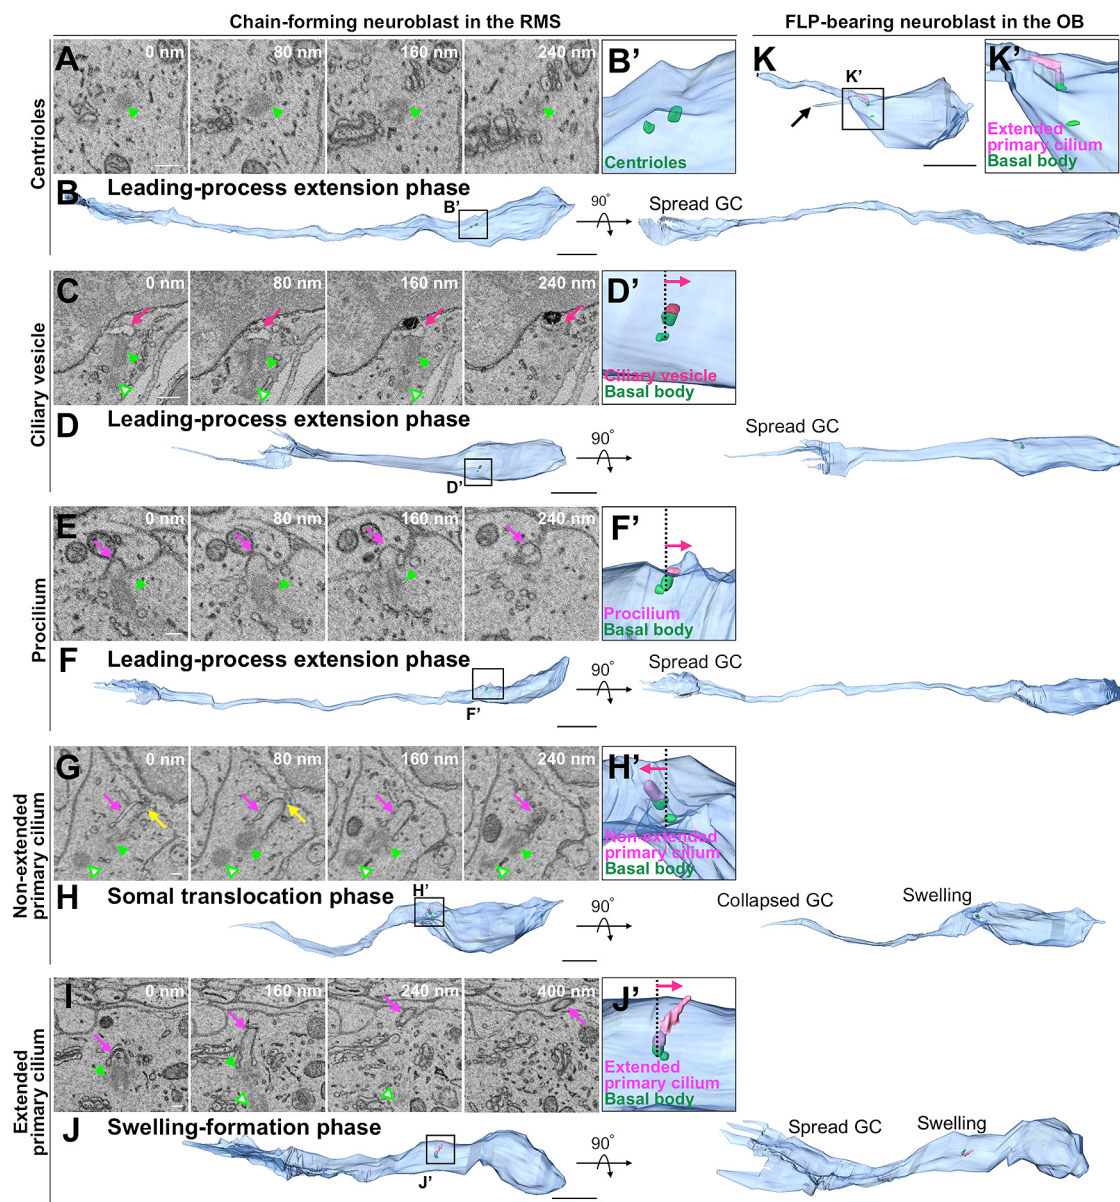 Chain-forming neuroblast in the RMS
FLP-bearing neuroblast in the OB
Centrioles
A
0 nm
80 nm
160 nm
240 nm
B’
Centrioles
K
K’
K’
Extended
primary cilium
Basal body
B
Leading-process extension phase
B’
90°
Spread GC
Ciliary vesicle
C
0 nm
80 nm
160 nm
240 nm
D’
Ciliary vesicle
Basal body
D
Leading-process extension phase
D’
90°
Spread GC
Procilium
E
0 nm
80 nm
160 nm
240 nm
F’
Procilium
Basal body
F
Leading-process extension phase
F’
90°
Spread GC
Non-extended
primary cilium
G
0 nm
80 nm
160 nm
240 nm
H’
Non-extended
primary cilium
Basal body
H
Somal translocation phase
H’
90°
Collapsed GC
Swelling
Extended
primary cilium
I
0 nm
160 nm
240 nm
400 nm
J’
Extended
primary cilium
Basal body
J
Swelling-formation phase
J’
90°
Spread GC
Swelling